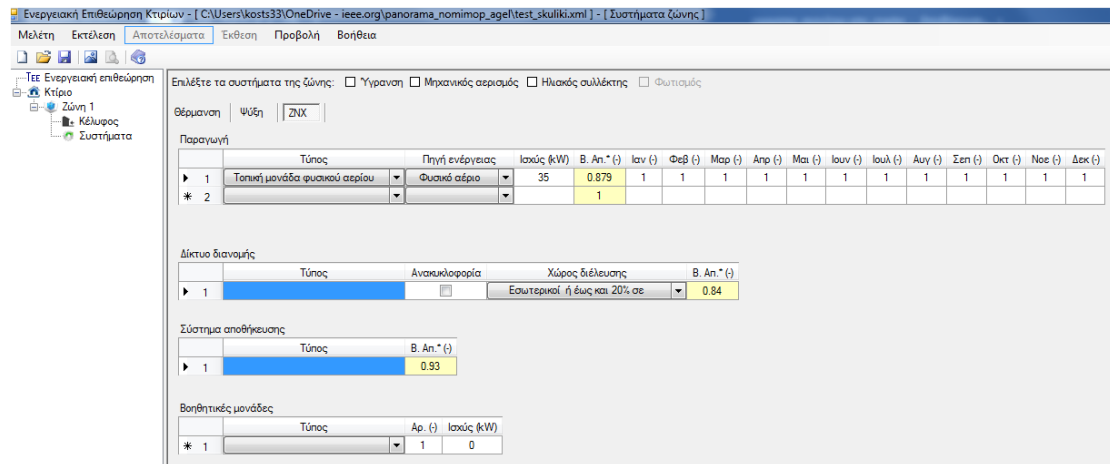 Ενεργειακή Επιθεώρηση Κτιρίων - [ C:\Users\kosts33\OneDrive - ieee.org\panorama_nomimop_agel\test_skuliki.xml ] - [ Συστήματα ζώνης ]
Μελέτη Εκτέλεση Αποτελέσματα Έκθεση Προβολή Βοήθεια
ΤΕΕ Ενεργειακή επιθεώρηση
Κτίριο
Ζώνη 1
Κέλυφος
Συστήματα
Επιλέξτε τα συστήματα της ζώνης: Ύγρανση Μηχανικός αερισμός Ηλιακός συλλέκτης Φωτισμός
Θέρμανση Ψύξη ΖΝΧ
Παραγωγή
Τύπος Πηγή ενέργειας Ισχύς (kW) Β. Απ.* (-) Ιαν (-) Φεβ (-) Μαρ (-) Απρ (-) Μαι (-) Ιουν (-) Ιουλ (-) Αυγ (-) Σεπ (-) Οκτ (-) Νοε (-) Δεκ (-)
1 Τοπική μονάδα φυσικού αερίου Φυσικό αέριο 35 0.879 1 1 1 1 1 1 1 1 1 1 1 1
* 2 1
Δίκτυο διανομής
Τύπος Ανακυκλοφορία Χώρος διέλευσης Β. Απ.* (-)
1 Εσωτερικοί ή έως και 20% σε 0.84
Σύστημα αποθήκευσης
Τύπος Β. Απ.* (-)
1 0.93
Βοηθητικές μονάδες
Τύπος Αρ. (-) Ισχύς (kW)
* 1 1 0